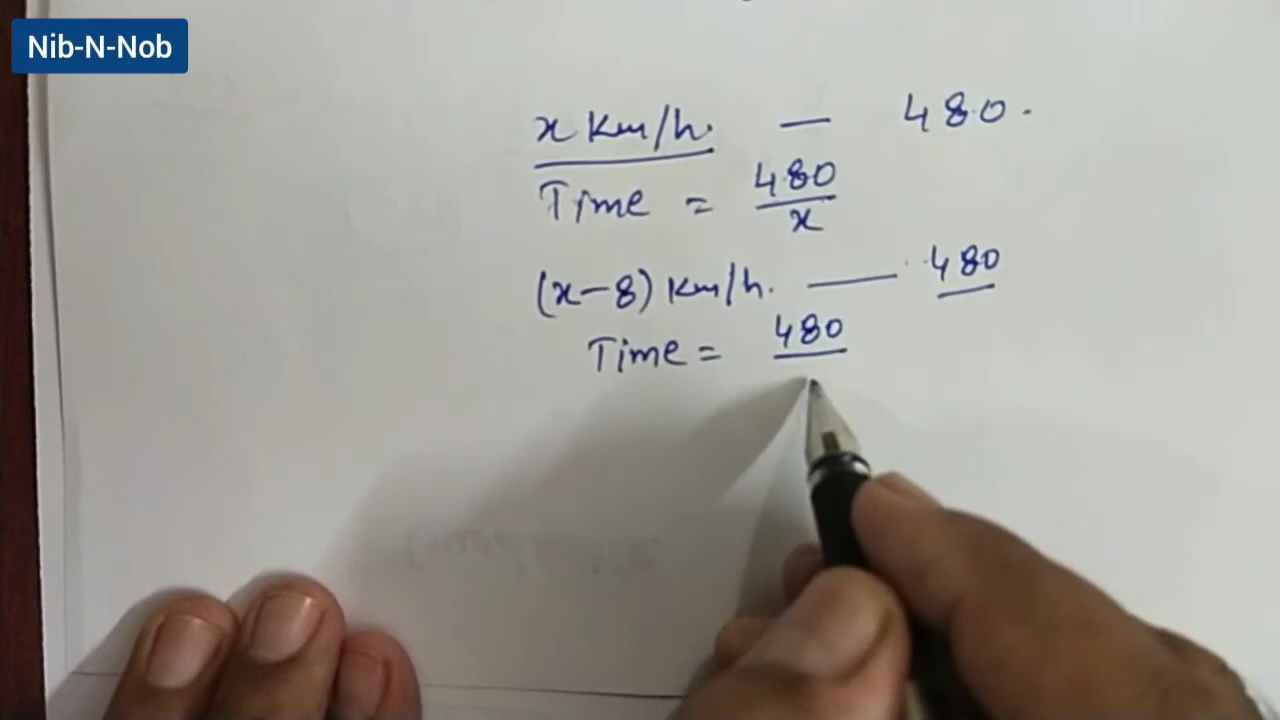 Nib-N-Nob
x Km/h. — 480.
Time = 480/x
(x-8) Km/h. — 480
Time = 480